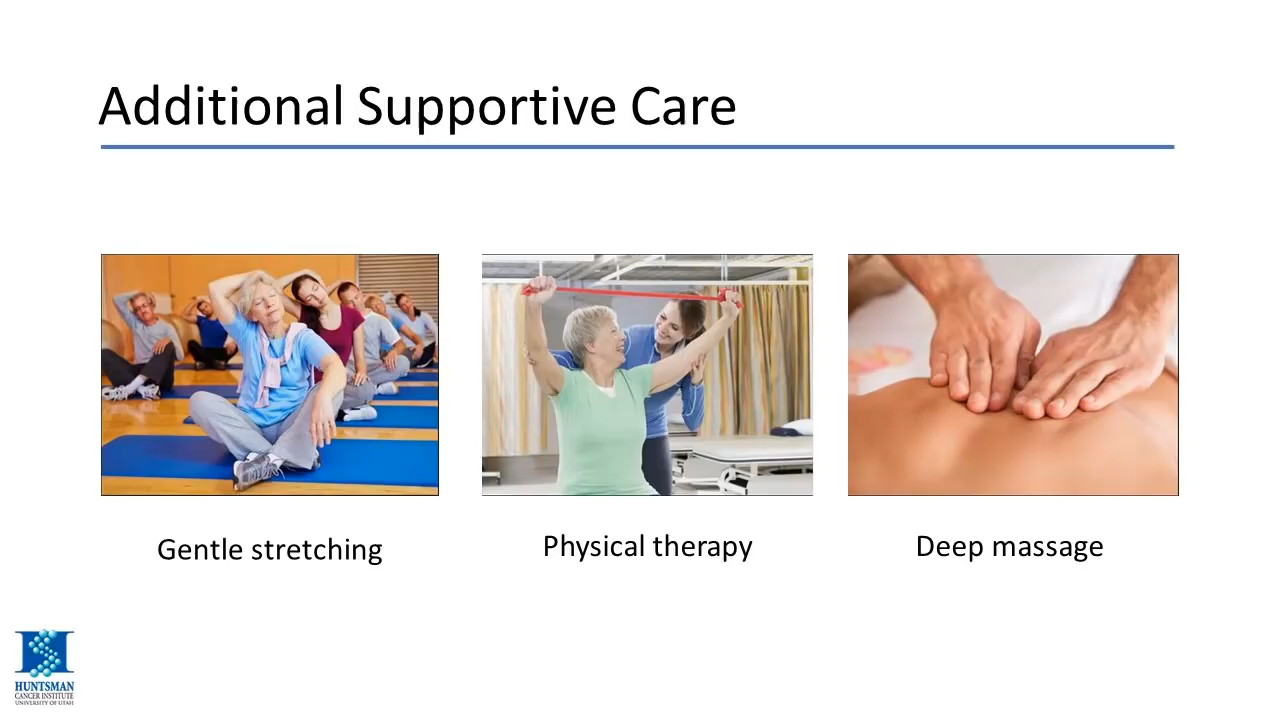 Additional Supportive Care
Gentle stretching
Physical therapy
Deep massage
HUNTSMAN
CANCER INSTITUTE
UNIVERSITY OF UTAH